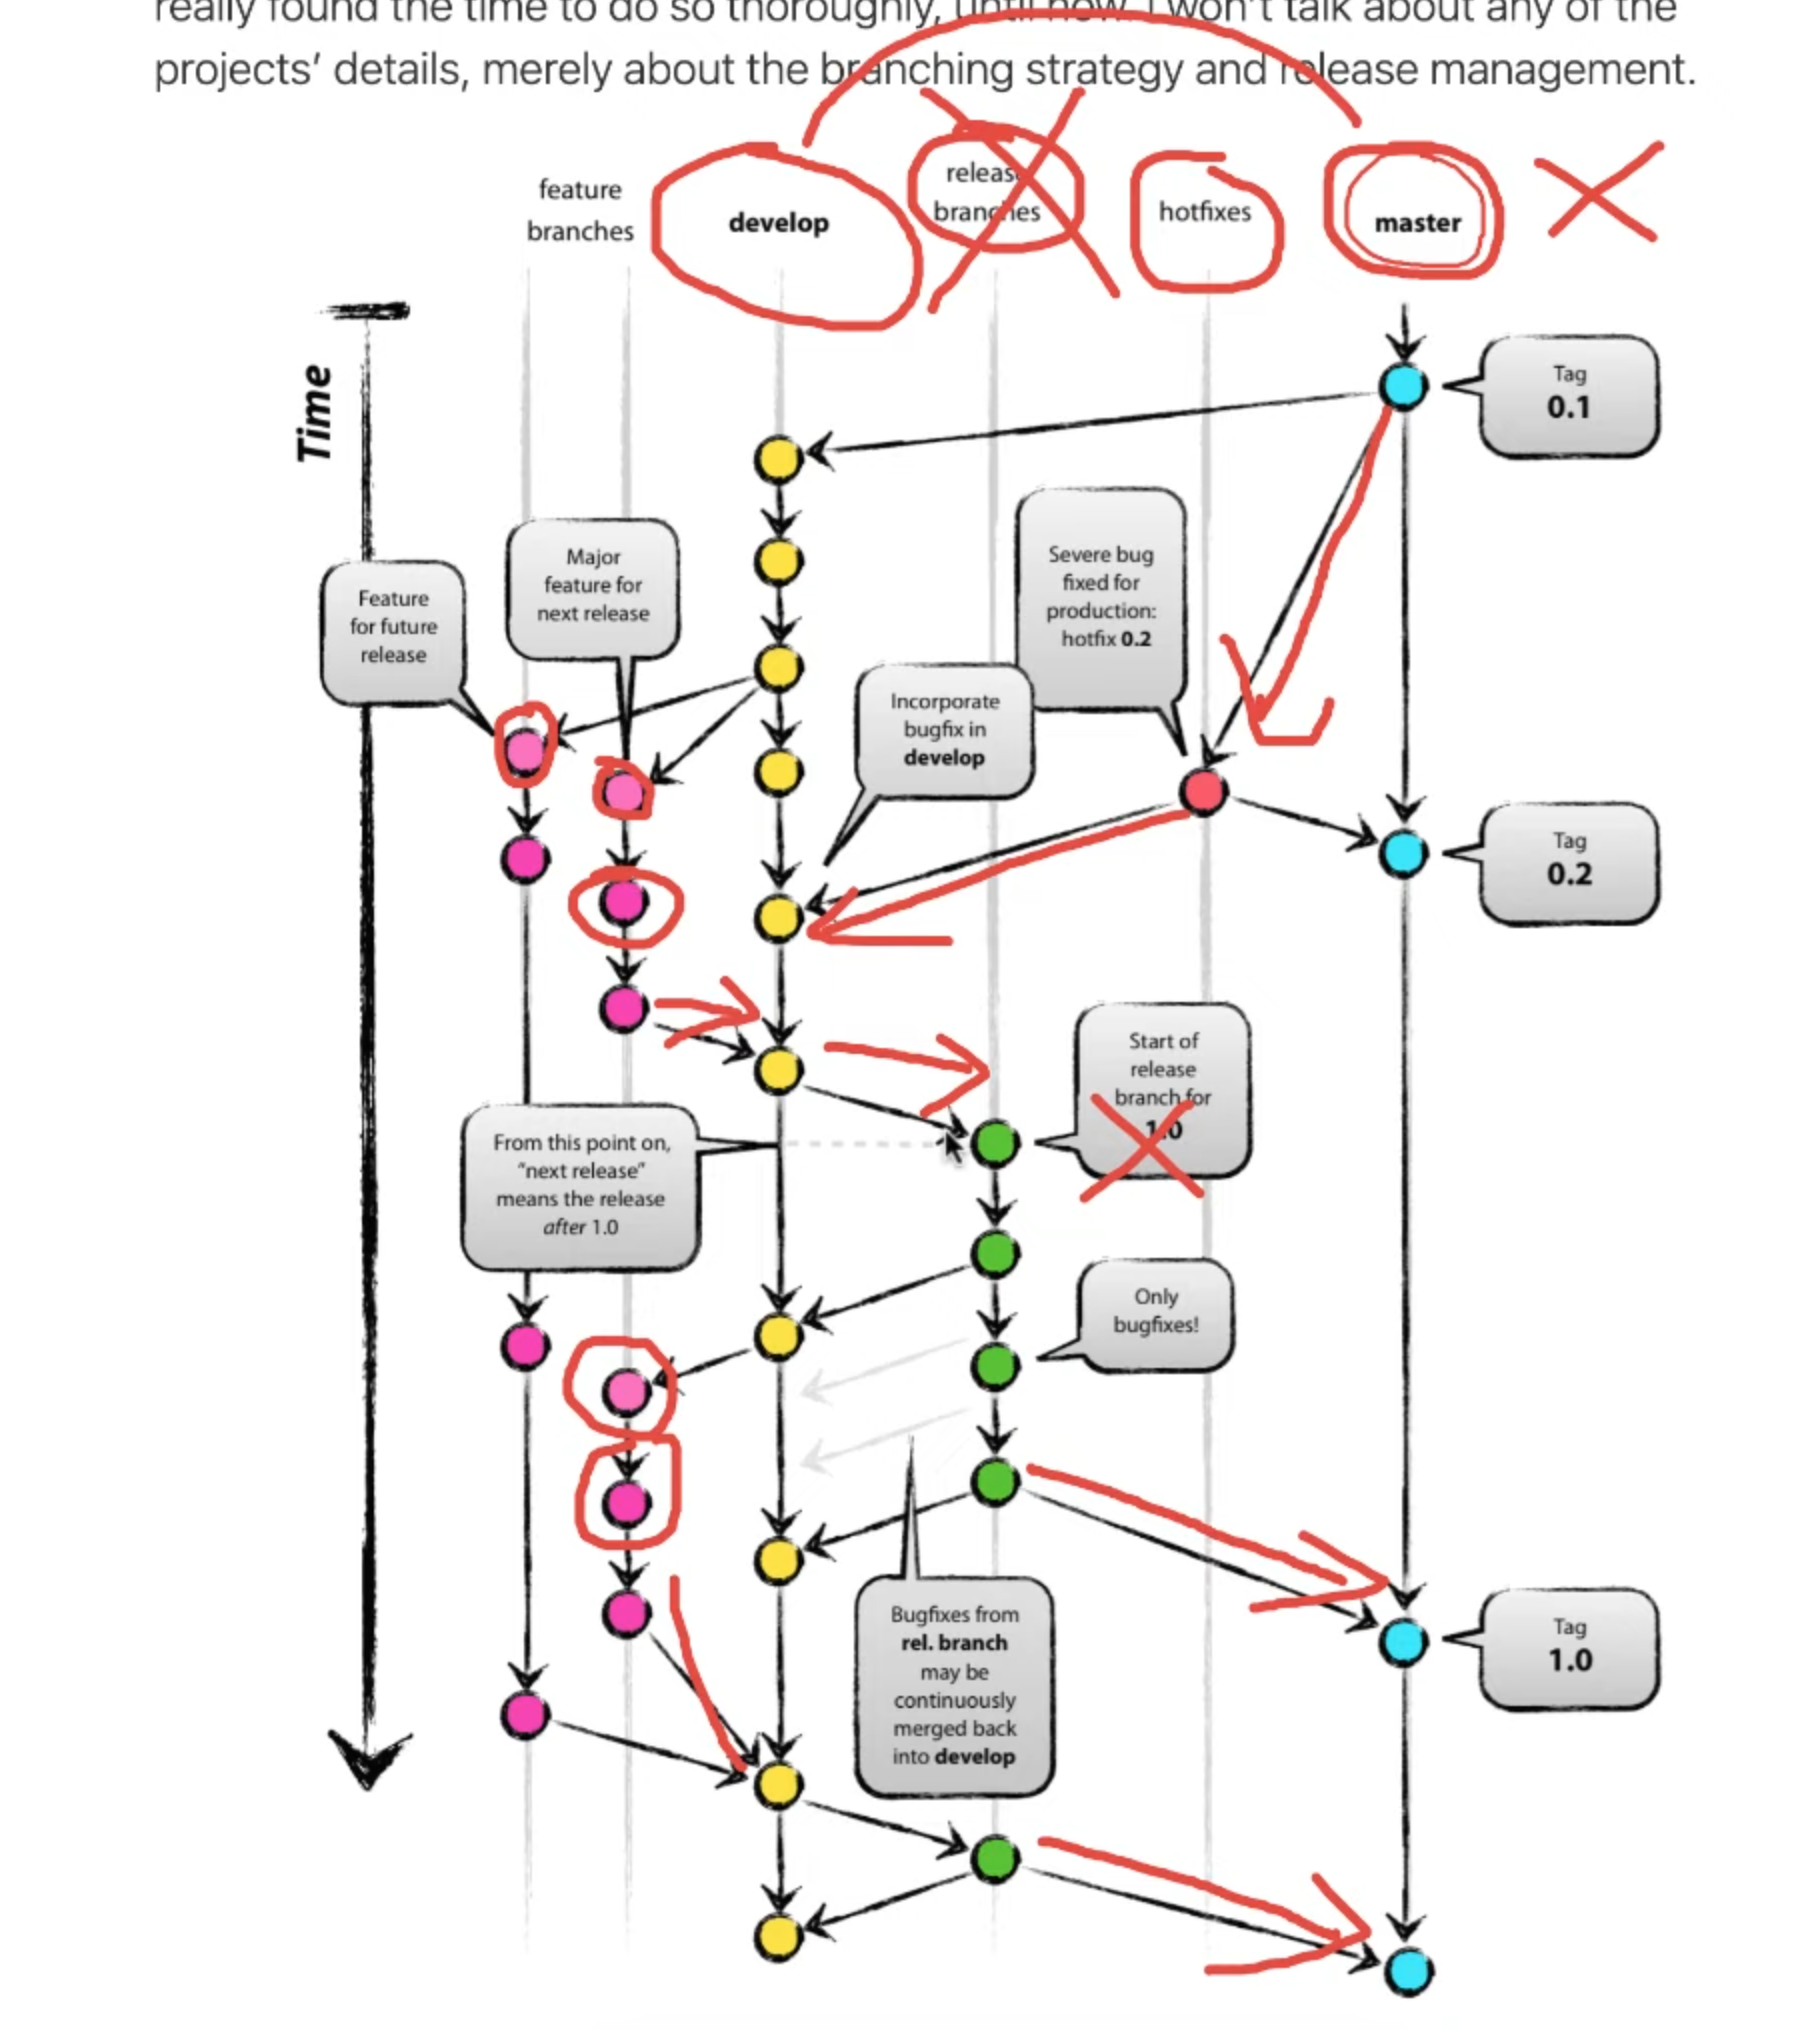 really found the time to do so thoroughly, until now. I won't talk about any of the
projects' details, merely about the branching strategy and release management.
feature
branches
develop
release
branches
hotfixes
master
Time
Tag
0.1
Feature
for future
release
Major
feature for
next release
Severe bug
fixed for
production:
hotfix 0.2
Incorporate
bugfix in
develop
Tag
0.2
Start of
release
branch for
1.0
From this point on,
“next release”
means the release
after 1.0
Only
bugfixes!
Bugfixes from
rel. branch
may be
continuously
merged back
into develop
Tag
1.0